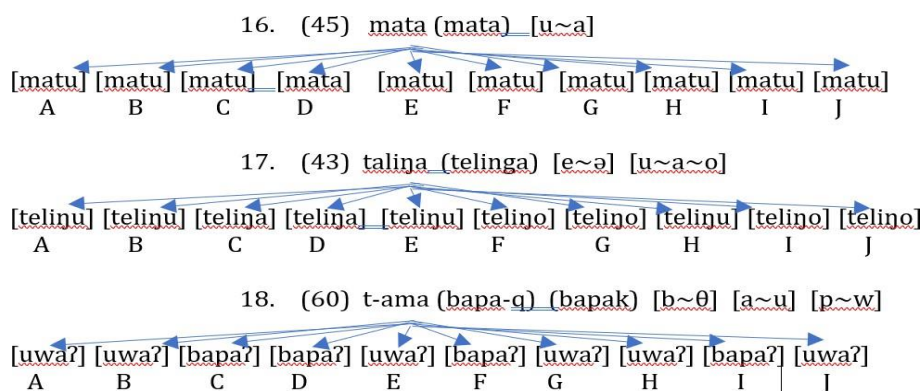 16. (45) mata (mata) [u~a]
[matu] [matu] [matu] [mata] [matu] [matu] [matu] [matu] [matu] [matu]
A B C D E F G H I J
17. (43) taliŋa (telinga) [e~ə] [u~a~o]
[teliŋu] [teliŋu] [teliŋa] [teliŋa] [teliŋu] [teliŋo] [teliŋo] [teliŋu] [teliŋo] [teliŋo]
A B C D E F G H I J
18. (60) t-ama (bapa-q) (bapak) [b~θ] [a~u] [p~w]
[uwaʔ] [uwaʔ] [bapaʔ] [bapaʔ] [uwaʔ] [bapaʔ] [uwaʔ] [uwaʔ] [bapaʔ] [uwaʔ]
A B C D E F G H I J